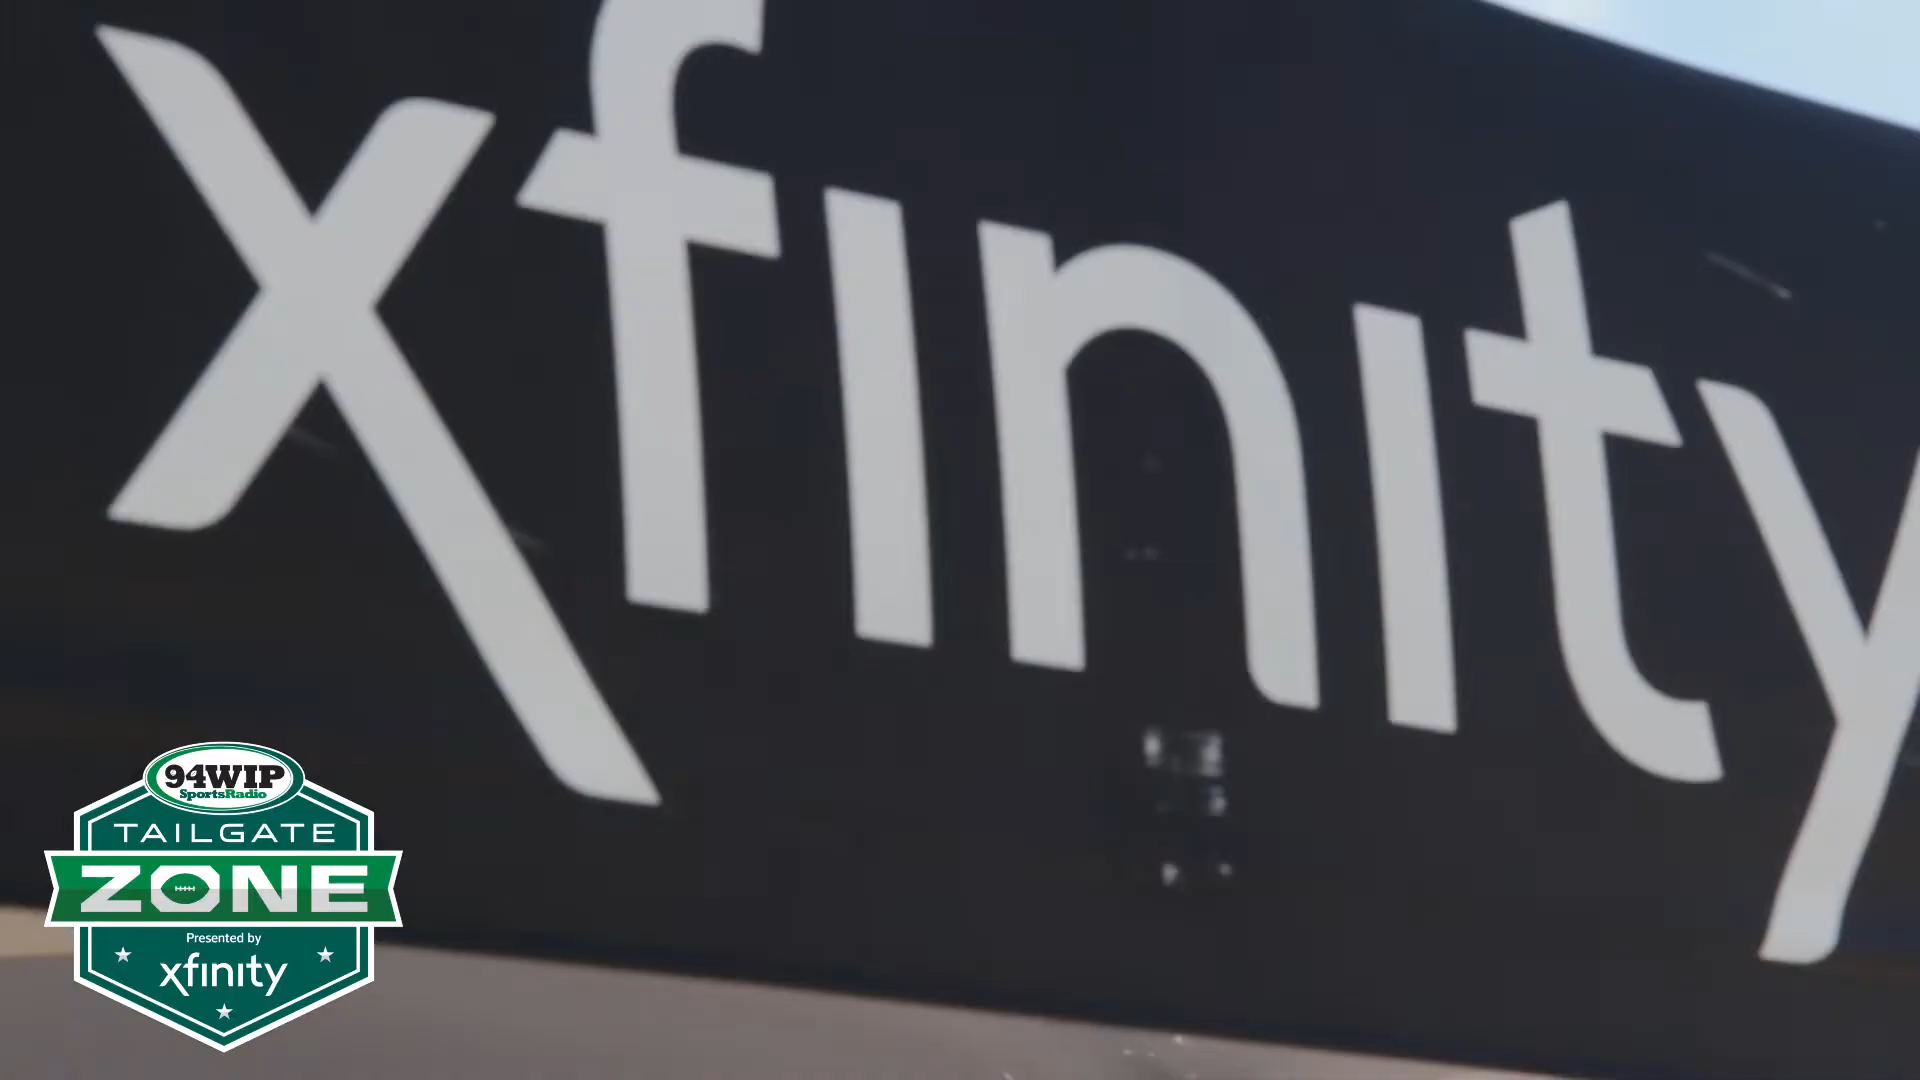 xfinity
94WIP
SportsRadio
TAILGATE
ZONE
Presented by
xfinity